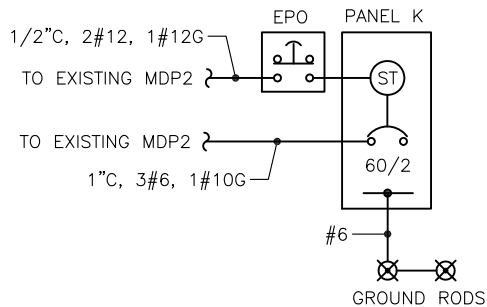 EPO
PANEL K
1/2"C, 2#12, 1#12G
TO EXISTING MDP2
ST
TO EXISTING MDP2
60/2
1"C, 3#6, 1#10G
#6
GROUND RODS